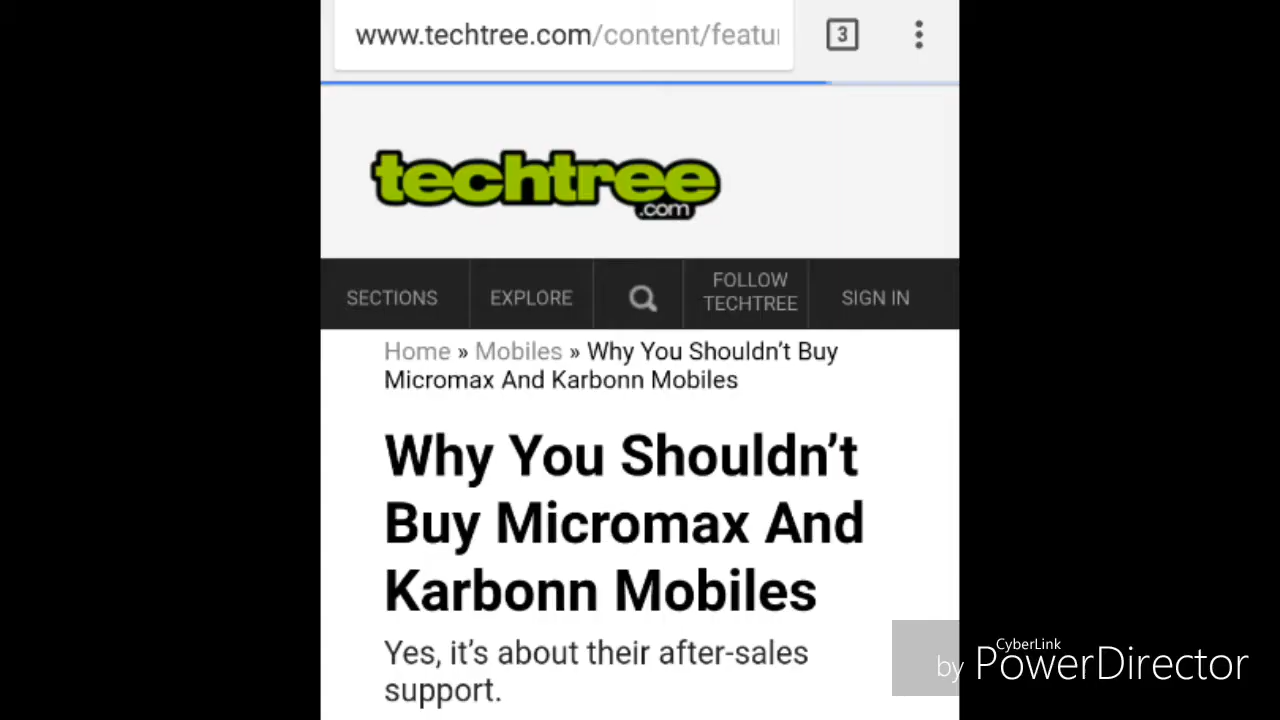 www.techtree.com/content/featu
3
techtree
.com
SECTIONS
EXPLORE
FOLLOW
TECHTREE
SIGN IN
Home » Mobiles » Why You Shouldn’t Buy
Micromax And Karbonn Mobiles
Why You Shouldn’t
Buy Micromax And
Karbonn Mobiles
Yes, it’s about their after-sales
support.
CyberLink
by PowerDirector